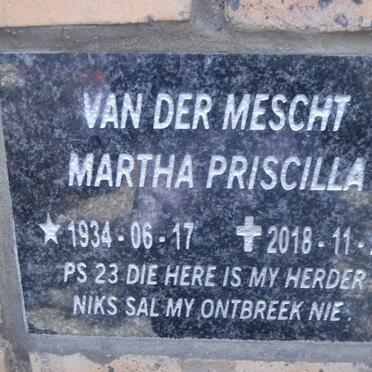 VAN DER MESCHT
MARTHA PRISCILLA
1934 - 06 - 17 2018 - 11 -
PS 23 DIE HERE IS MY HERDER
NIKS SAL MY ONTBREEK NIE.